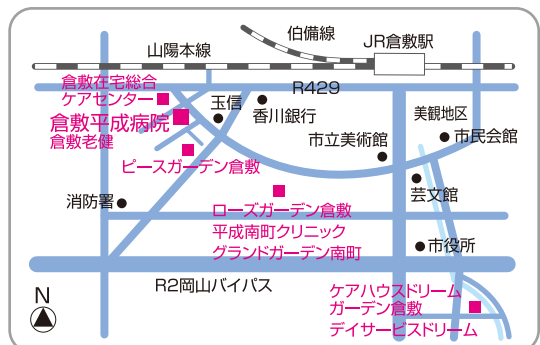 伯備線
JR倉敷駅
山陽本線
R429
倉敷在宅総合
ケアセンター
玉信
香川銀行
美観地区
倉敷平成病院
倉敷老健
市立美術館
市民会館
ピースガーデン倉敷
芸文館
消防署
ローズガーデン倉敷
平成南町クリニック
グランドガーデン南町
市役所
R2岡山バイパス
ケアハウスドリーム
ガーデン倉敷
デイサービスドリーム
N